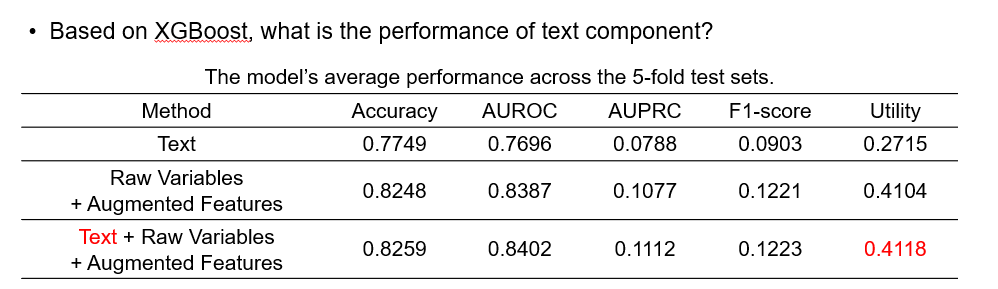 • Based on XGBoost, what is the performance of text component?
The model's average performance across the 5-fold test sets.
Method Accuracy AUROC AUPRC F1-score Utility
Text 0.7749 0.7696 0.0788 0.0903 0.2715
Raw Variables
+ Augmented Features 0.8248 0.8387 0.1077 0.1221 0.4104
Text + Raw Variables
+ Augmented Features 0.8259 0.8402 0.1112 0.1223 0.4118